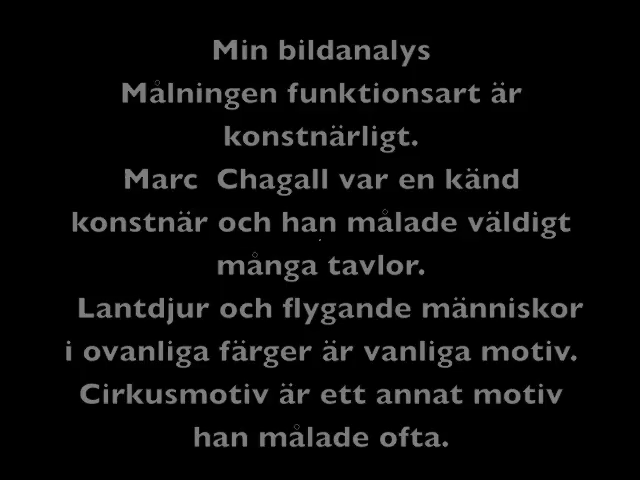 Min bildanalys
Målningen funktionsart är
konstnärligt.
Marc  Chagall var en känd
konstnär och han målade väldigt
många tavlor.
Lantdjur och flygande människor
i ovanliga färger är vanliga motiv.
Cirkusmotiv är ett annat motiv
han målade ofta.